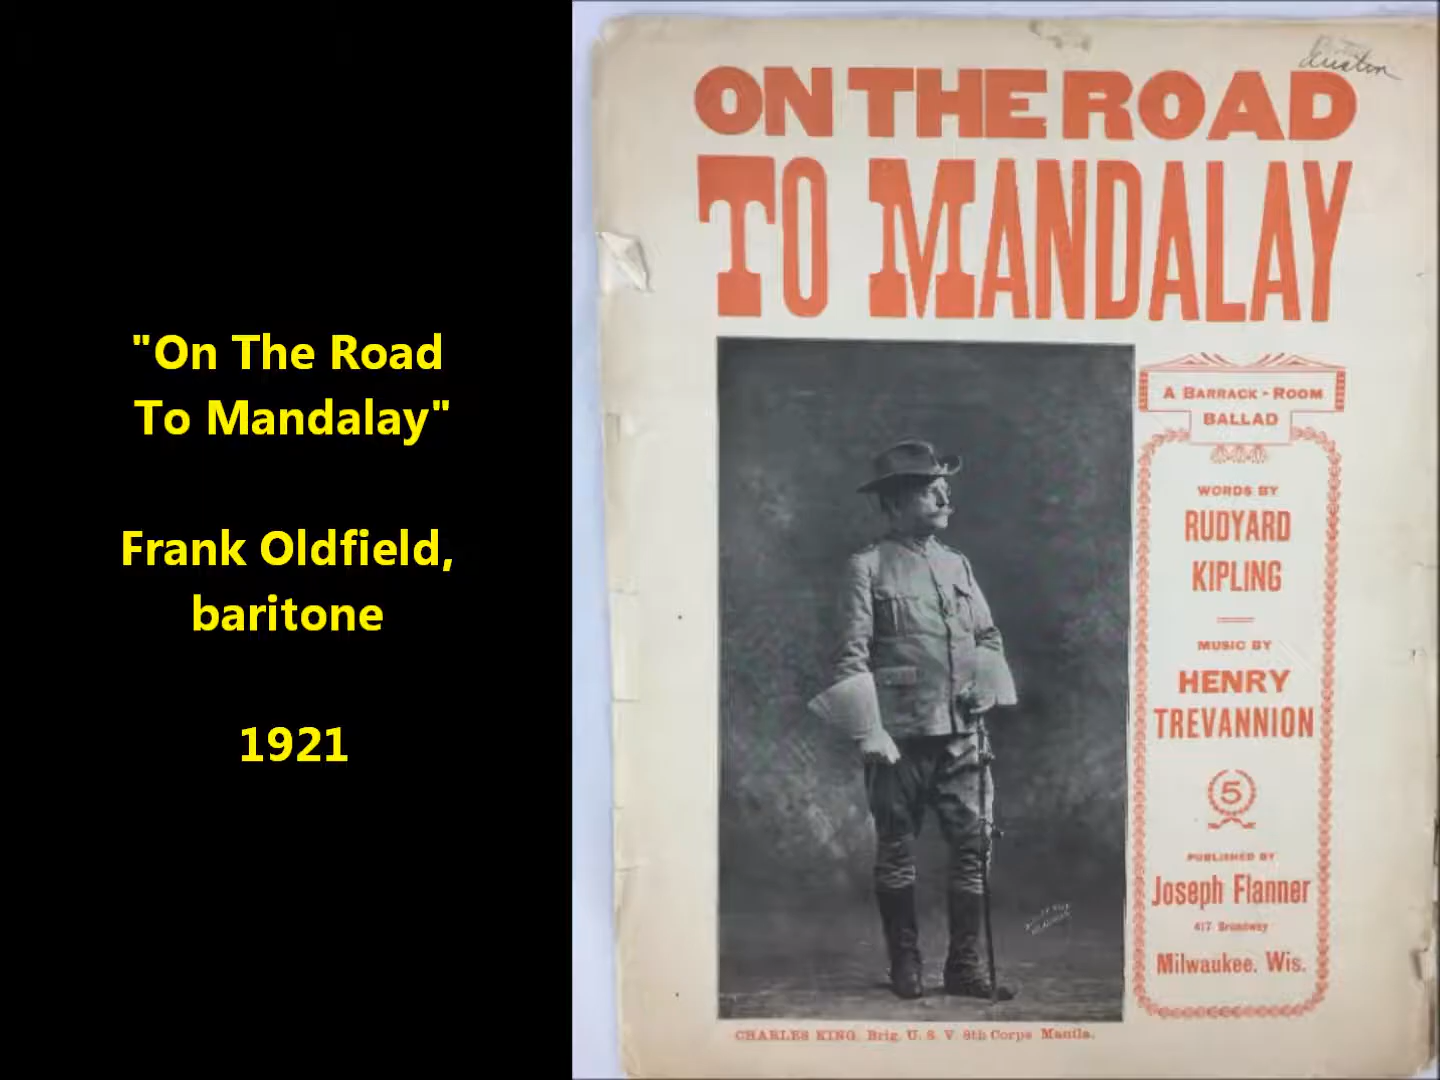 "On The Road
To Mandalay"
Frank Oldfield,
baritone
1921
Austin
ON THE ROAD
TO MANDALAY
A BARRACK-ROOM
BALLAD
WORDS BY
RUDYARD
KIPLING
MUSIC BY
HENRY
TREVANNION
5
PUBLISHED BY
Joseph Flanner
417 Broadway
Milwaukee. Wis.
CHARLES KING, Brig. U. S. V. 8th Corps Manila.